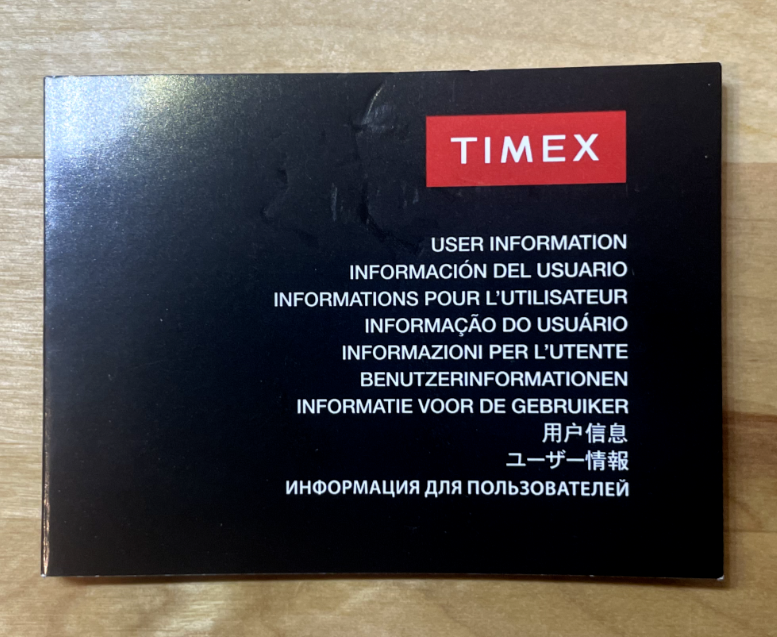 TIMEX
USER INFORMATION
INFORMACIÓN DEL USUARIO
INFORMATIONS POUR L'UTILISATEUR
INFORMAÇÃO DO USUÁRIO
INFORMAZIONI PER L'UTENTE
BENUTZERINFORMATIONEN
INFORMATIE VOOR DE GEBRUIKER
用户信息
ユーザー情報
ИНФОРМАЦИЯ ДЛЯ ПОЛЬЗОВАТЕЛЕЙ